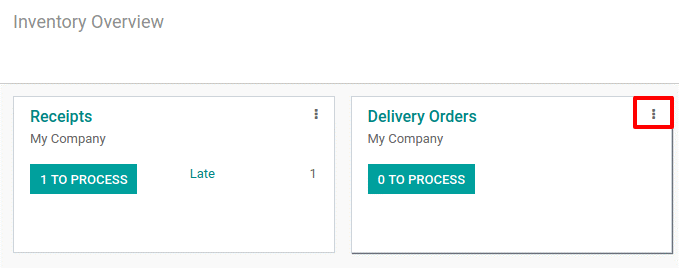 Inventory Overview
Receipts
My Company
1 TO PROCESS
Late 1
Delivery Orders
My Company
0 TO PROCESS